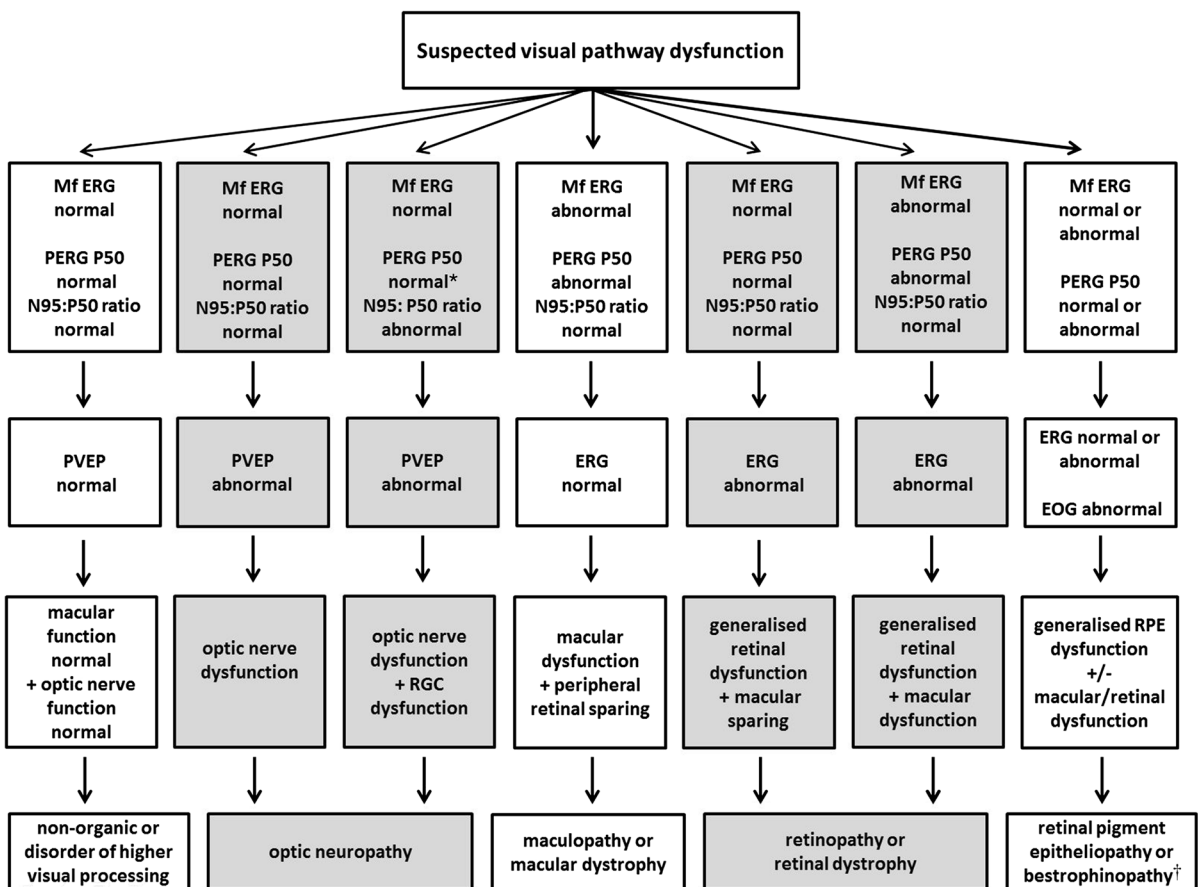 Suspected visual pathway dysfunction
Mf ERG
normal
PERG P50
normal
N95:P50 ratio
normal
Mf ERG
normal
PERG P50
normal
N95:P50 ratio
normal
Mf ERG
normal
PERG P50
normal*
N95: P50 ratio
abnormal
Mf ERG
abnormal
PERG P50
abnormal
N95:P50 ratio
normal
Mf ERG
normal
PERG P50
normal
N95:P50 ratio
normal
Mf ERG
abnormal
PERG P50
abnormal
N95:P50 ratio
normal
Mf ERG
normal or
abnormal
PERG P50
normal or
abnormal
PVEP
normal
PVEP
abnormal
PVEP
abnormal
ERG
normal
ERG
abnormal
ERG
abnormal
ERG normal or
abnormal
EOG abnormal
macular
function
normal
+ optic nerve
function
normal
optic nerve
dysfunction
optic nerve
dysfunction
+ RGC
dysfunction
macular
dysfunction
+ peripheral
retinal sparing
generalised
retinal
dysfunction
+ macular
sparing
generalised
retinal
dysfunction
+ macular
dysfunction
generalised RPE
dysfunction
+/-
macular/retinal
dysfunction
non-organic or
disorder of higher
visual processing
optic neuropathy
maculopathy or
macular dystrophy
retinopathy or
retinal dystrophy
retinal pigment
epitheliopathy or
bestrophinopathy†